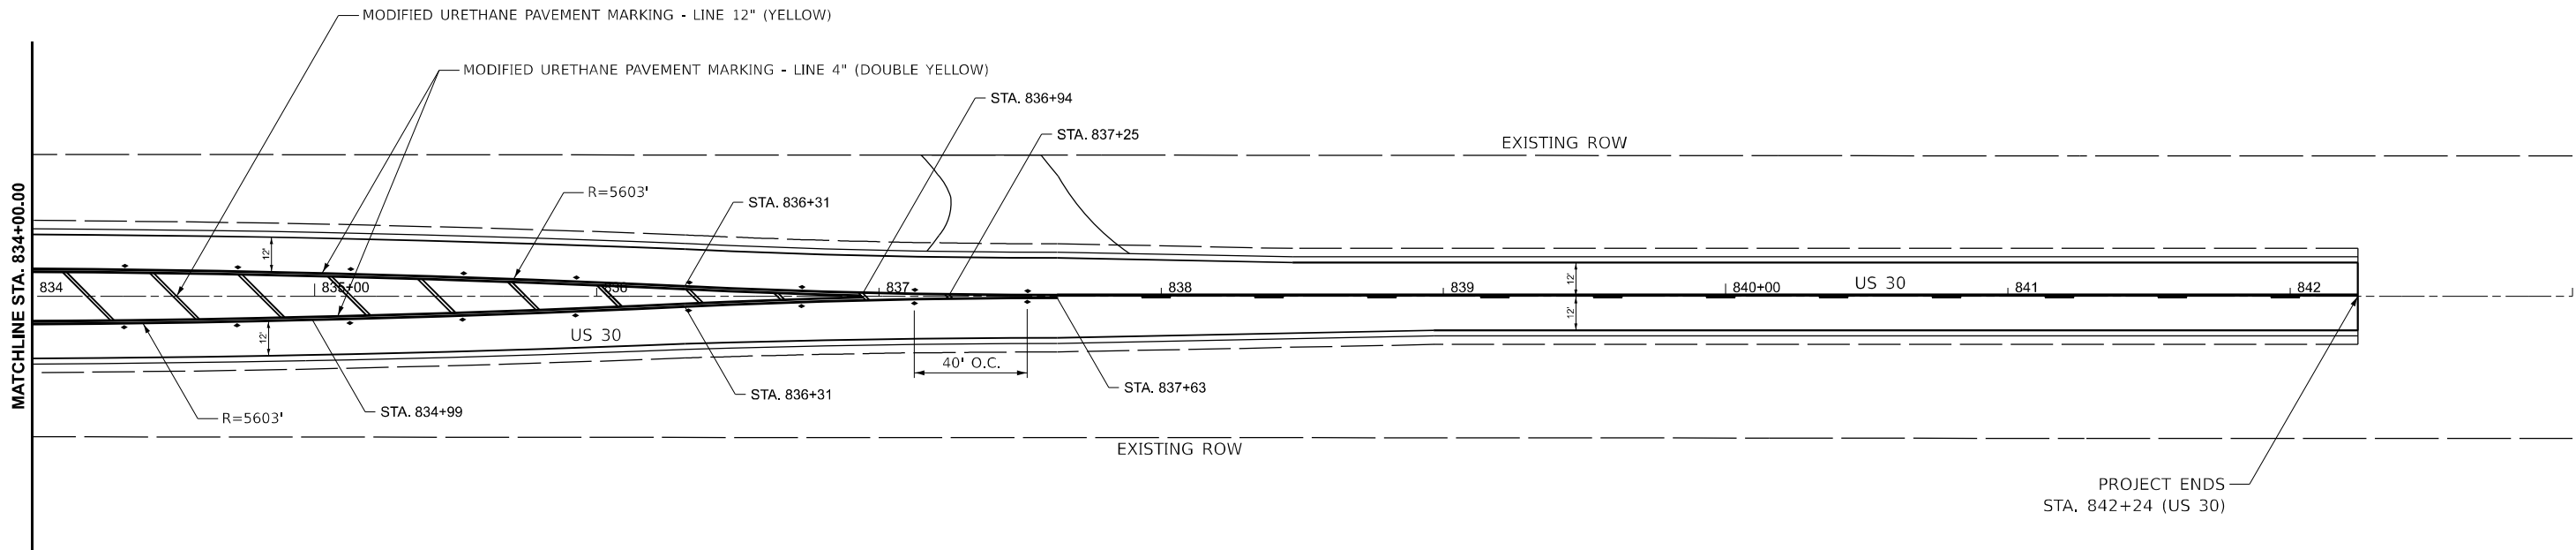 MODIFIED URETHANE PAVEMENT MARKING - LINE 12" (YELLOW)
MODIFIED URETHANE PAVEMENT MARKING - LINE 4" (DOUBLE YELLOW)
STA. 836+94
STA. 837+25
EXISTING ROW
R=5603'
STA. 836+31
MATCHLINE STA. 834+00.00
12'
12'
834
835+00
836
837
838
839
840+00
841
842
US 30
12'
12'
US 30
40' O.C.
STA. 837+63
STA. 836+31
STA. 834+99
R=5603'
EXISTING ROW
PROJECT ENDS
STA. 842+24 (US 30)